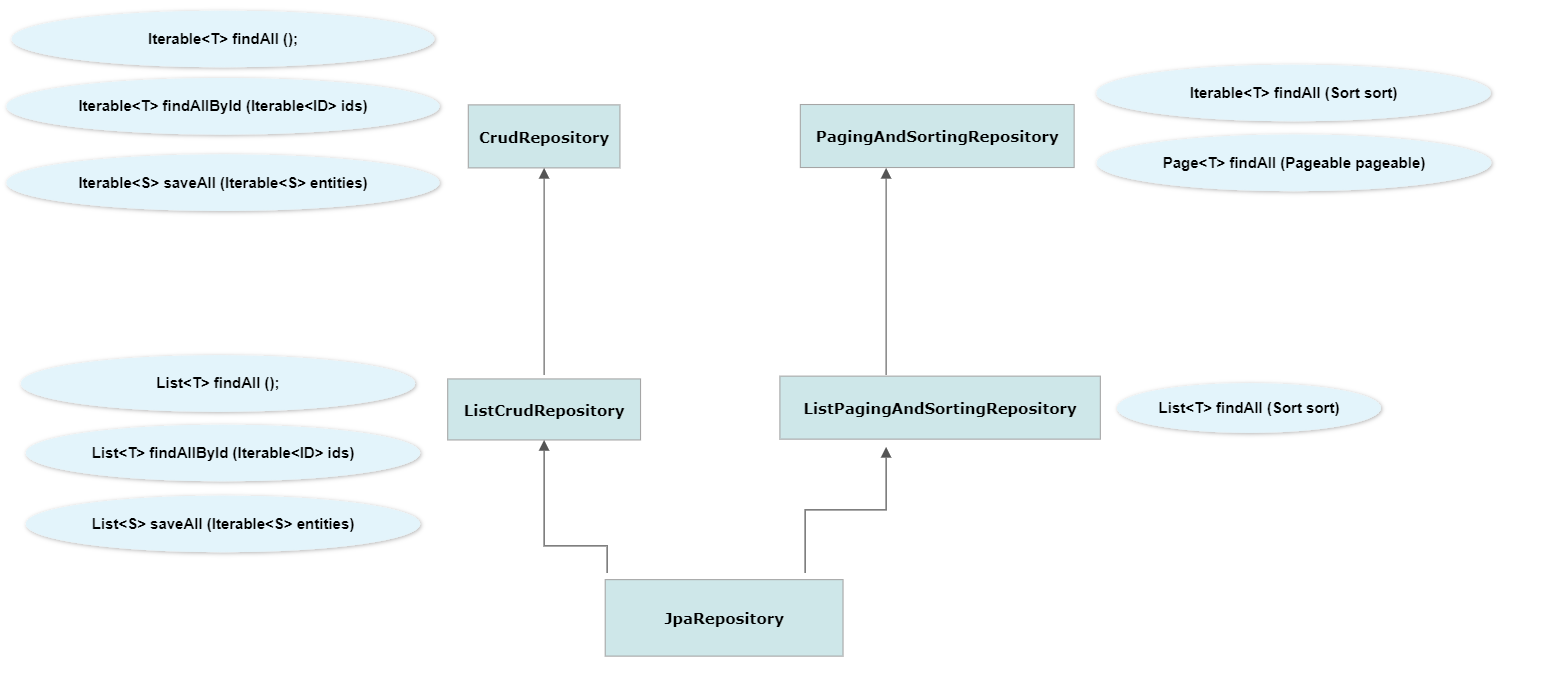 Iterable<T> findAll ();
Iterable<T> findAllById (Iterable<ID> ids)
Iterable<S> saveAll (Iterable<S> entities)
CrudRepository
PagingAndSortingRepository
Iterable<T> findAll (Sort sort)
Page<T> findAll (Pageable pageable)
List<T> findAll ();
List<T> findAllById (Iterable<ID> ids)
List<S> saveAll (Iterable<S> entities)
ListCrudRepository
ListPagingAndSortingRepository
List<T> findAll (Sort sort)
JpaRepository